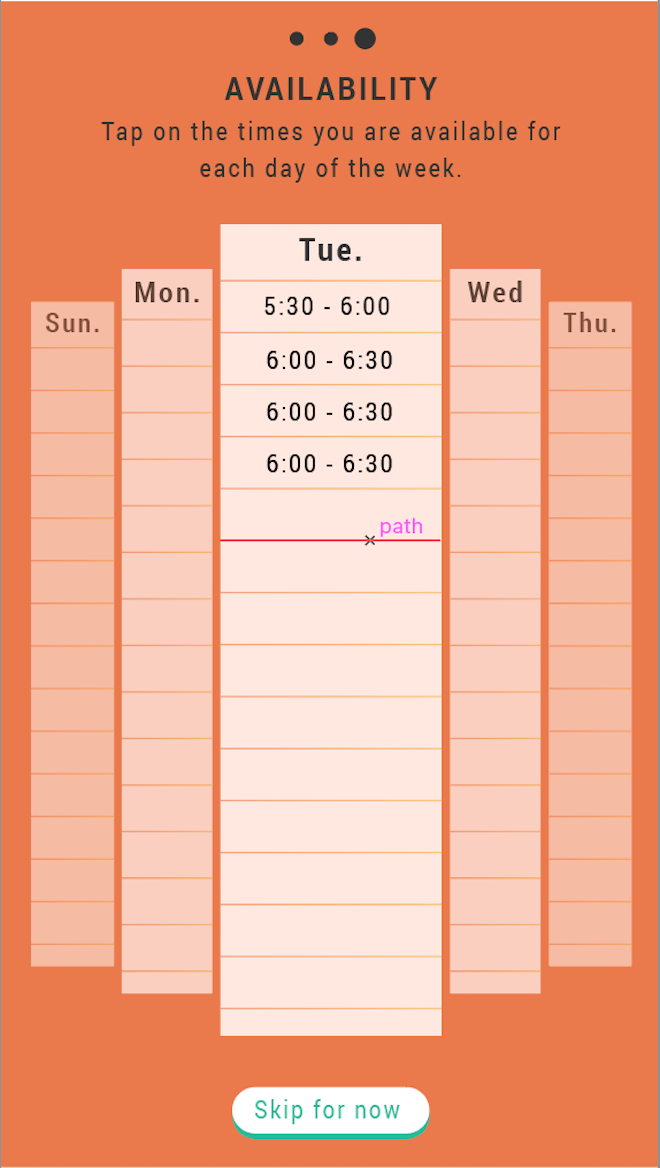 AVAILABILITY
Tap on the times you are available for
each day of the week.
Sun.
Mon.
Tue.
Wed
Thu.
5:30 - 6:00
6:00 - 6:30
6:00 - 6:30
6:00 - 6:30
path
Skip for now